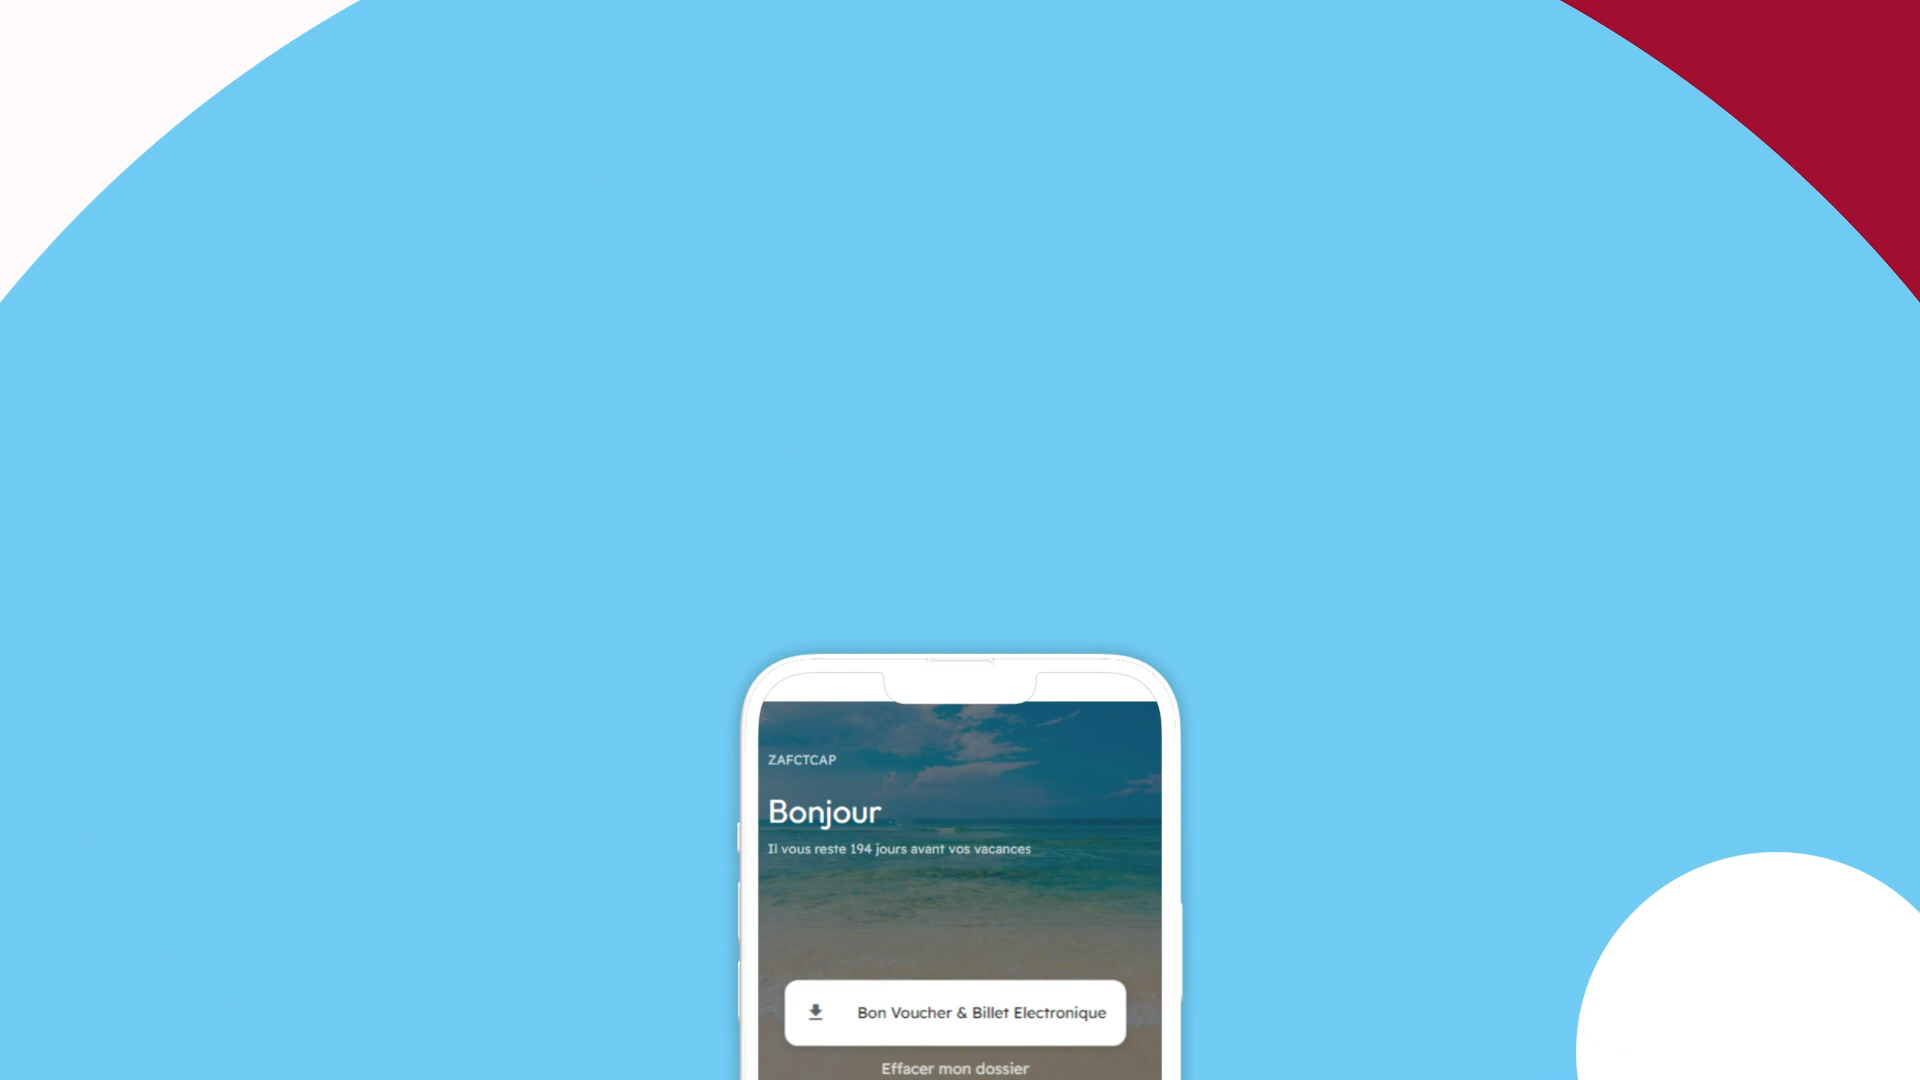 ZAFCTCAP
Bonjour
Il vous reste 194 jours avant vos vacances
Bon Voucher & Billet Electronique
Effacer mon dossier